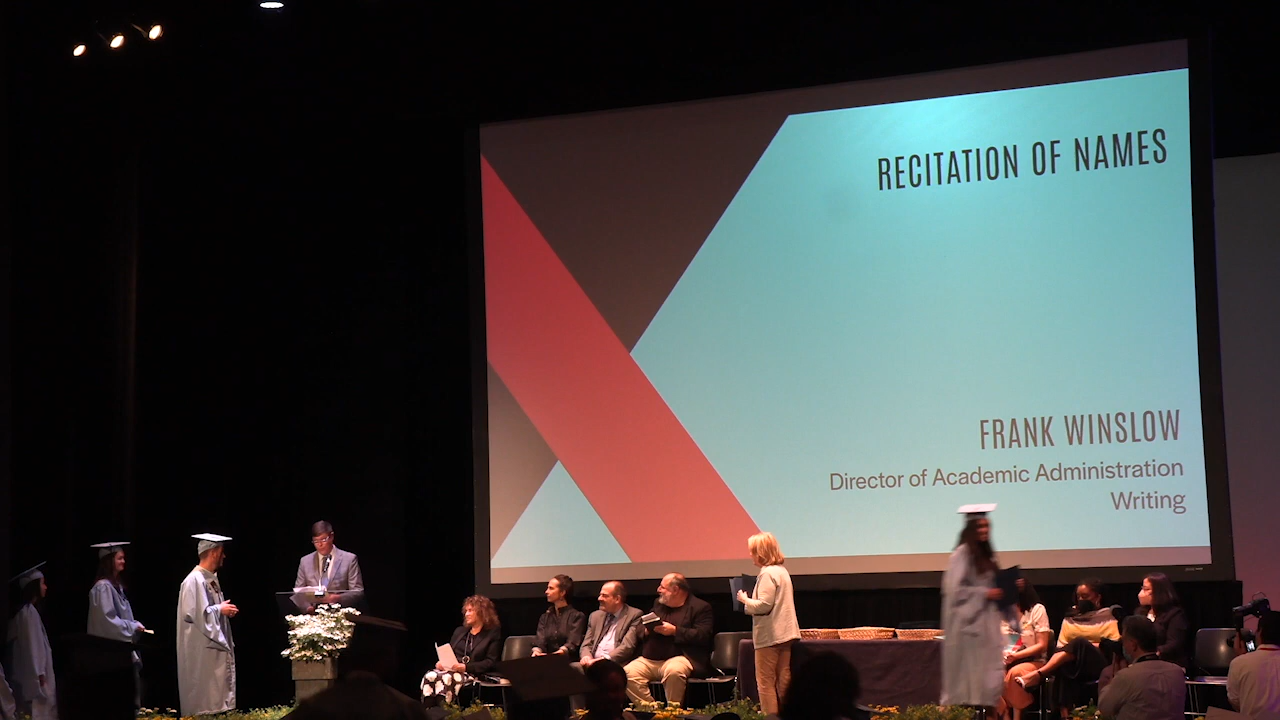 RECITATION OF NAMES
FRANK WINSLOW
Director of Academic Administration
Writing